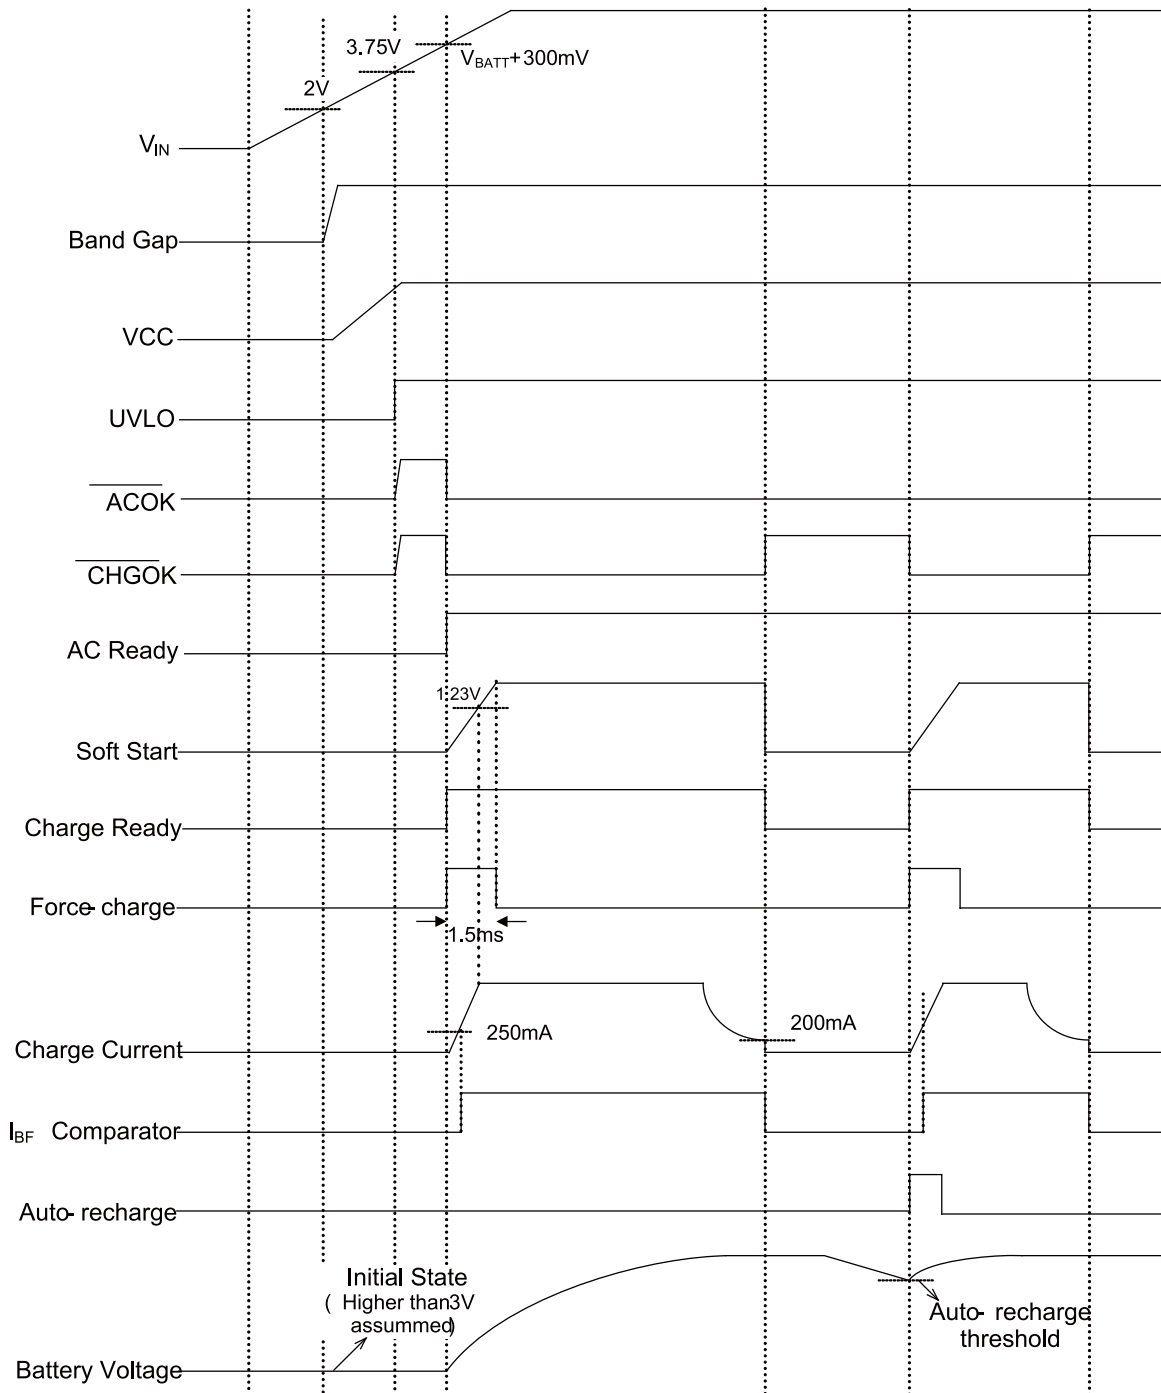 3.75V
VBATT+300mV
2V
VIN
Band Gap
VCC
UVLO
ACOK
CHGOK
AC Ready
1.23V
Soft Start
Charge Ready
Force-charge
1.5ms
250mA
200mA
Charge Current
IBF Comparator
Auto- recharge
Initial State
( Higher than3V
assummed)
Auto- recharge
threshold
Battery Voltage